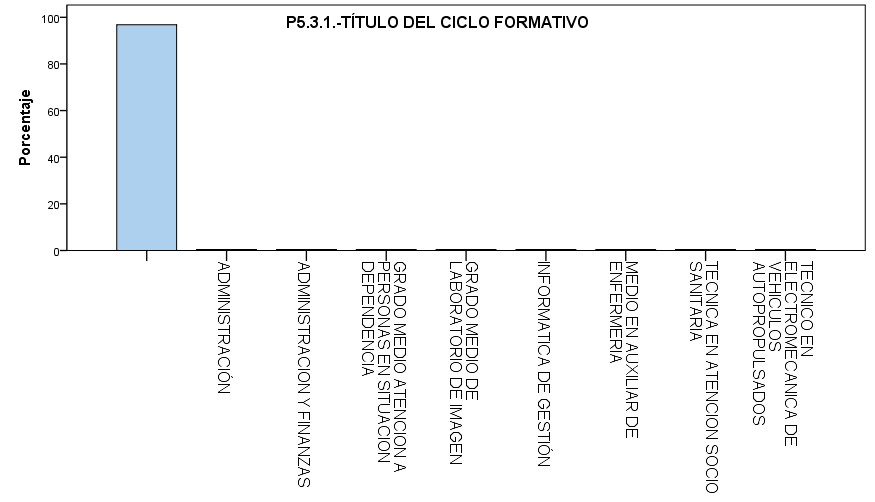 P5.3.1.-TÍTULO DEL CICLO FORMATIVO
Porcentaje
100
80
60
40
20
0
ADMINISTRACIÓN
ADMINISTRACION Y FINANZAS
GRADO MEDIO ATENCION A
PERSONAS EN SITUACION
DEPENDENCIA
GRADO MEDIO DE
LABORATORIO DE IMAGEN
INFORMATICA DE GESTIÓN
MEDIO EN AUXILIAR DE
ENFERMERIA
TECNICA EN ATENCION SOCIO
SANITARIA
TECNICO EN
ELECTROMECANICA DE
VEHICULOS
AUTOPROPULSADOS